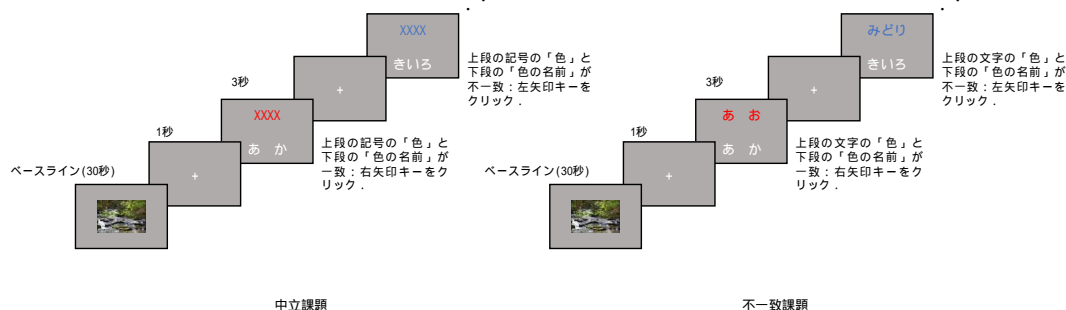 XXXX
きいろ
上段の記号の「色」と
下段の「色の名前」が
不一致：左矢印キーを
クリック．
3秒
+
XXXX
あ か
上段の記号の「色」と
下段の「色の名前」が
一致：右矢印キーをク
リック．
1秒
+
ベースライン(30秒)
中立課題
みどり
きいろ
上段の文字の「色」と
下段の「色の名前」が
不一致：左矢印キーを
クリック．
3秒
+
あ お
あ か
上段の文字の「色」と
下段の「色の名前」が
一致：右矢印キーをク
リック．
1秒
+
ベースライン(30秒)
不一致課題